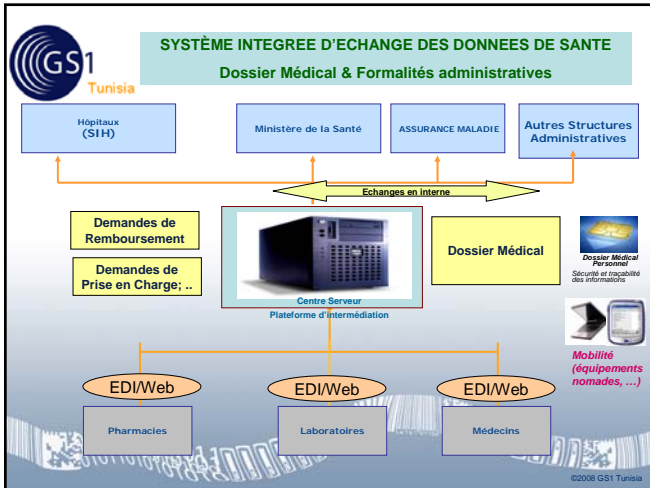 GS1
Tunisia
SYSTÈME INTEGREE D'ECHANGE DES DONNEES DE SANTE
Dossier Médical & Formalités administratives
Hôpitaux
(SIH)
Ministère de la Santé
ASSURANCE MALADIE
Autres Structures
Administratives
Echanges en interne
Demandes de
Remboursement
Demandes de
Prise en Charge; ..
Dossier Médical
Dossier Médical
Personnel
Sécurité et traçabilité
des informations
Centre Serveur
Plateforme d'intermédiation
Mobilité
(équipements
nomades, ...)
EDI/Web
EDI/Web
EDI/Web
Pharmacies
Laboratoires
Médecins
©2008 GS1 Tunisia